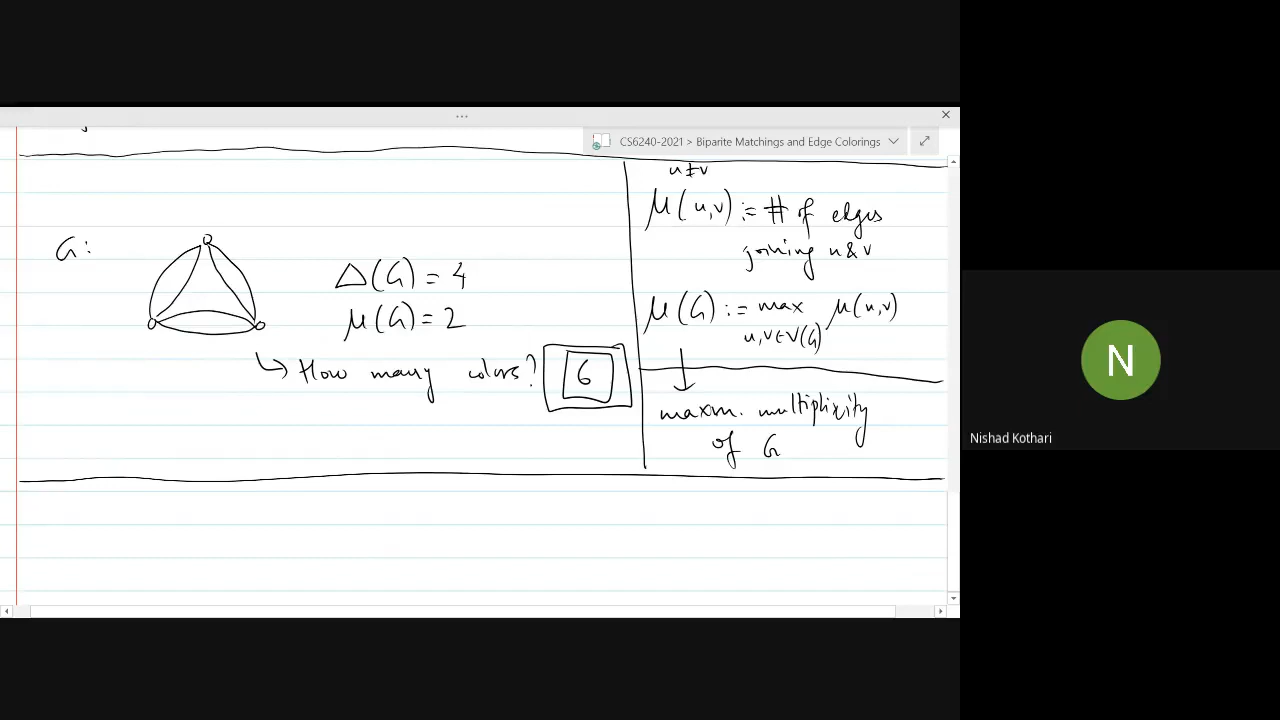 CS6240-2021 > Biparite Matchings and Edge Colorings
G:
Δ(G) = 4
μ(G) = 2
How many colors? 6
u≠v
μ(u,v) := # of edges
joining u & v
μ(G) := max μ(u,v)
u,v∈V(G)
maxm. multiplixity
of G
N
Nishad Kothari